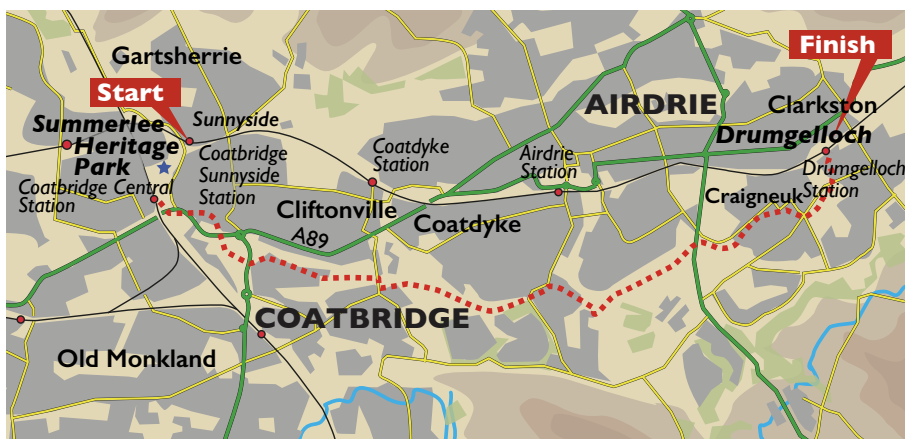 Gartsherrie
Start
Sunnyside
Summerlee
Heritage
Park
Coatbridge Central
Station
Coatbridge
Sunnyside
Station
Coatdyke
Station
Cliftonville
A89
Coatdyke
COATBRIDGE
Old Monkland
AIRDRIE
Airdrie
Station
Finish
Clarkston
Drumgelloch
Drumgelloch
Station
Craigneuk